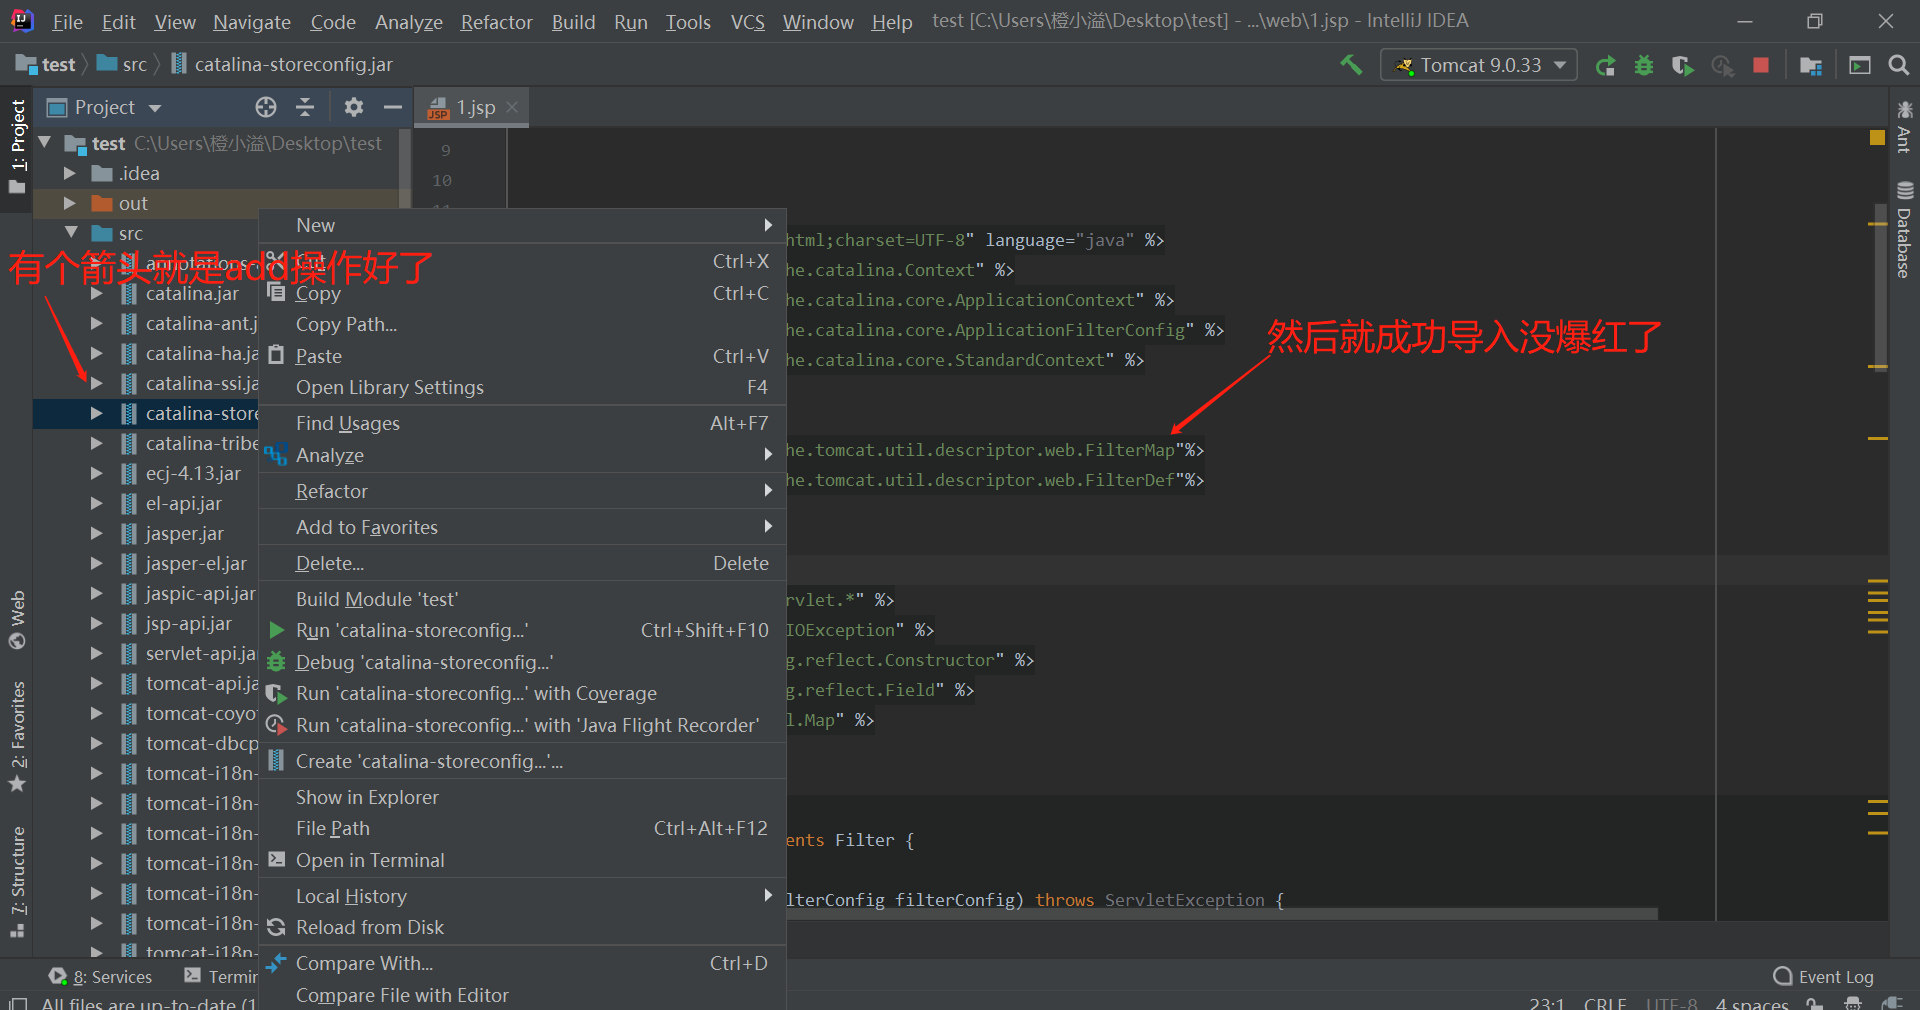 File Edit View Navigate Code Analyze Refactor Build Run Tools VCS Window Help test [C:\Users\橙小溢\Desktop\test] - ...\web\1.jsp - IntelliJ IDEA
test src catalina-storeconfig.jar Tomcat 9.0.33
Project 1.jsp
1: Project
Ant
Database
Web
2: Favorites
7: Structure
test C:\Users\橙小溢\Desktop\test
.idea
out
src
有个箭头就是add操作好了
catalina.jar
catalina-ant.j
catalina-ha.ja
catalina-ssi.ja
catalina-store
catalina-tribe
ecj-4.13.jar
el-api.jar
jasper.jar
jasper-el.jar
jaspic-api.jar
jsp-api.jar
servlet-api.ja
tomcat-api.ja
tomcat-coyo
tomcat-dbcp
tomcat-i18n-
tomcat-i18n-
tomcat-i18n-
tomcat-i18n-
tomcat-i18n-
tomcat-i18n-
tomcat-i18n-
New
Cut Ctrl+X
Copy Ctrl+C
Copy Path...
Paste Ctrl+V
Open Library Settings F4
Find Usages Alt+F7
Analyze
Refactor
Add to Favorites
Delete... Delete
Build Module 'test'
Run 'catalina-storeconfig...' Ctrl+Shift+F10
Debug 'catalina-storeconfig...'
Run 'catalina-storeconfig...' with Coverage
Run 'catalina-storeconfig...' with 'Java Flight Recorder'
Create 'catalina-storeconfig...'...
Show in Explorer
File Path Ctrl+Alt+F12
Open in Terminal
Local History
Reload from Disk
Compare With... Ctrl+D
Compare File with Editor
9
10
html;charset=UTF-8" language="java" %>
he.catalina.Context" %>
he.catalina.core.ApplicationContext" %>
he.catalina.core.ApplicationFilterConfig" %>
he.catalina.core.StandardContext" %>
然后就成功导入没爆红了
he.tomcat.util.descriptor.web.FilterMap"%>
he.tomcat.util.descriptor.web.FilterDef"%>
rvlet.*" %>
IOException" %>
g.reflect.Constructor" %>
g.reflect.Field" %>
l.Map" %>
ents Filter {
lterConfig filterConfig) throws ServletException {
8: Services Termin Event Log
All files are up-to-date (1 23:1 CRLF UTF-8 4 spaces